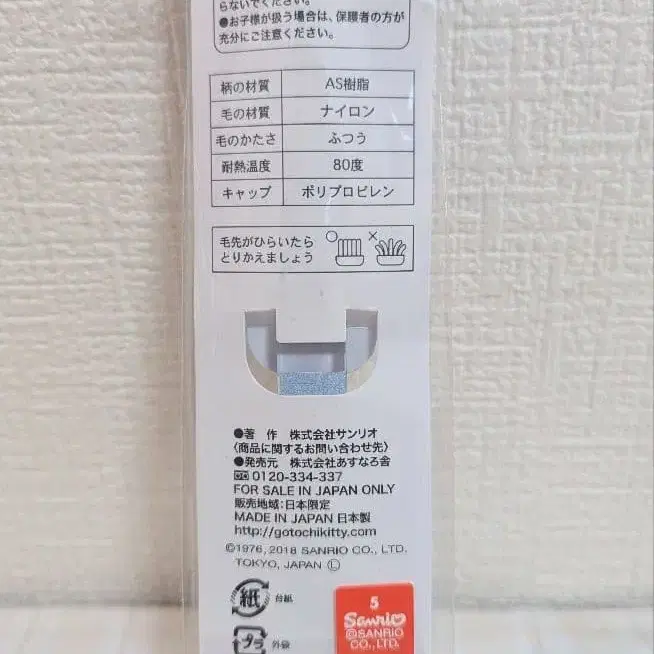 らないでください。
●お子様が扱う場合は、保護者の方が
充分にご注意ください。
柄の材質 AS樹脂
毛の材質 ナイロン
毛のかたさ ふつう
耐熱温度 80度
キャップ ポリプロピレン
毛先がひらいたら
とりかえましょう
○ ×
●著 作 株式会社サンリオ
〈商品に関するお問い合わせ先〉
●発売元 株式会社あすなろ舎
0120-334-337
FOR SALE IN JAPAN ONLY
販売地域:日本限定
MADE IN JAPAN 日本製
http://gotochikitty.com
©1976, 2018 SANRIO CO., LTD.
TOKYO, JAPAN Ⓛ
紙 台紙
プラ 外袋
5
Sanrio
©SANRIO
CO., LTD.